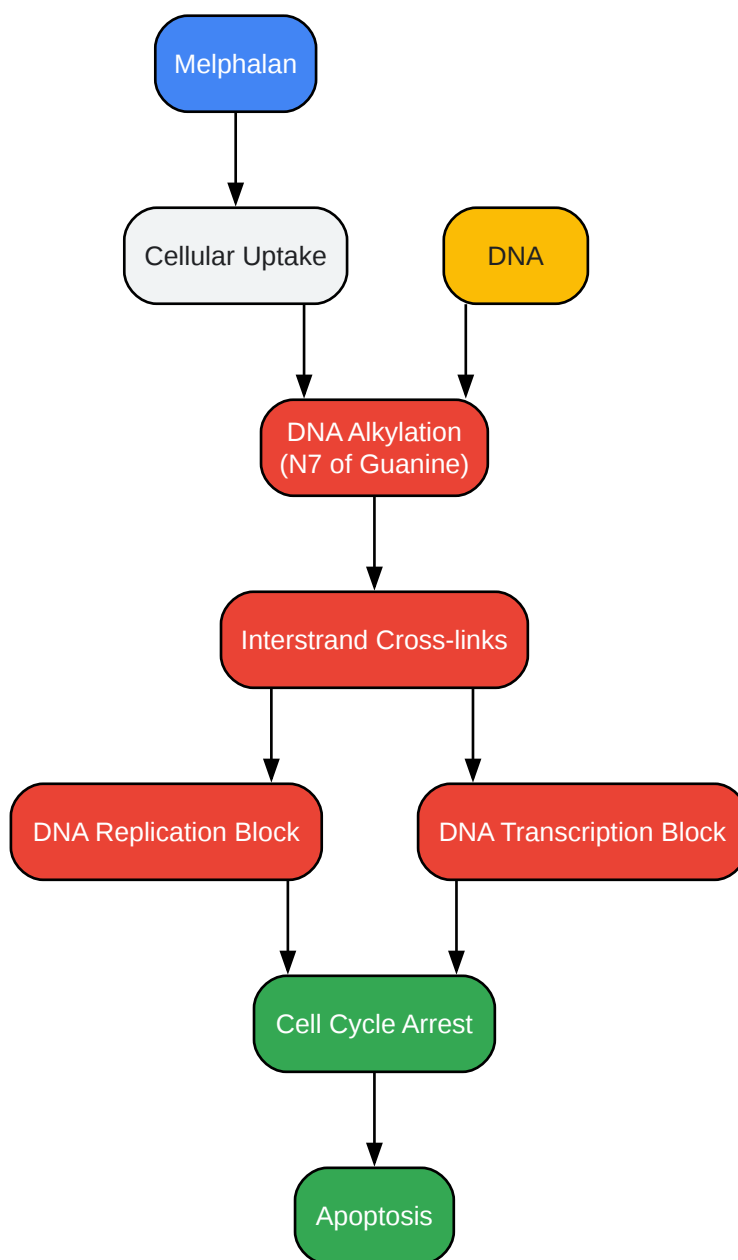 Melphalan
Cellular Uptake
DNA
DNA Alkylation
(N7 of Guanine)
Interstrand Cross-links
DNA Replication Block
DNA Transcription Block
Cell Cycle Arrest
Apoptosis